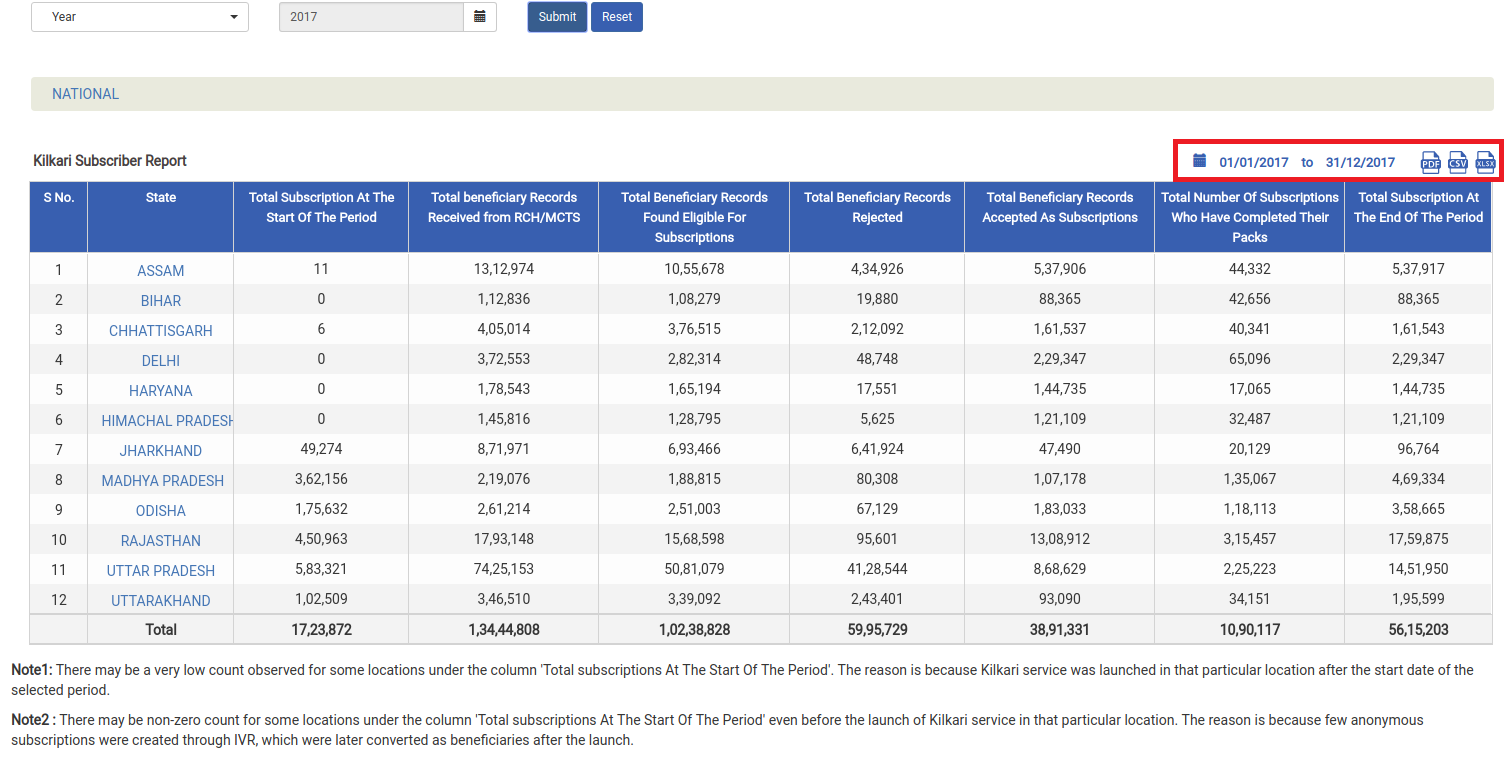 Year 2017 Submit Reset
NATIONAL
Kilkari Subscriber Report 01/01/2017 to 31/12/2017 PDF CSV XLSX
S No. State Total Subscription At The Start Of The Period Total beneficiary Records Received from RCH/MCTS Total Beneficiary Records Found Eligible For Subscriptions Total Beneficiary Records Rejected Total Beneficiary Records Accepted As Subscriptions Total Number Of Subscriptions Who Have Completed Their Packs Total Subscription At The End Of The Period
1 ASSAM 11 13,12,974 10,55,678 4,34,926 5,37,906 44,332 5,37,917
2 BIHAR 0 1,12,836 1,08,279 19,880 88,365 42,656 88,365
3 CHHATTISGARH 6 4,05,014 3,76,515 2,12,092 1,61,537 40,341 1,61,543
4 DELHI 0 3,72,553 2,82,314 48,748 2,29,347 65,096 2,29,347
5 HARYANA 0 1,78,543 1,65,194 17,551 1,44,735 17,065 1,44,735
6 HIMACHAL PRADESH 0 1,45,816 1,28,795 5,625 1,21,109 32,487 1,21,109
7 JHARKHAND 49,274 8,71,971 6,93,466 6,41,924 47,490 20,129 96,764
8 MADHYA PRADESH 3,62,156 2,19,076 1,88,815 80,308 1,07,178 1,35,067 4,69,334
9 ODISHA 1,75,632 2,61,214 2,51,003 67,129 1,83,033 1,18,113 3,58,665
10 RAJASTHAN 4,50,963 17,93,148 15,68,598 95,601 13,08,912 3,15,457 17,59,875
11 UTTAR PRADESH 5,83,321 74,25,153 50,81,079 41,28,544 8,68,629 2,25,223 14,51,950
12 UTTARAKHAND 1,02,509 3,46,510 3,39,092 2,43,401 93,090 34,151 1,95,599
Total 17,23,872 1,34,44,808 1,02,38,828 59,95,729 38,91,331 10,90,117 56,15,203
Note1: There may be a very low count observed for some locations under the column 'Total subscriptions At The Start Of The Period'. The reason is because Kilkari service was launched in that particular location after the start date of the
selected period.
Note2 : There may be non-zero count for some locations under the column 'Total subscriptions At The Start Of The Period' even before the launch of Kilkari service in that particular location. The reason is because few anonymous
subscriptions were created through IVR, which were later converted as beneficiaries after the launch.